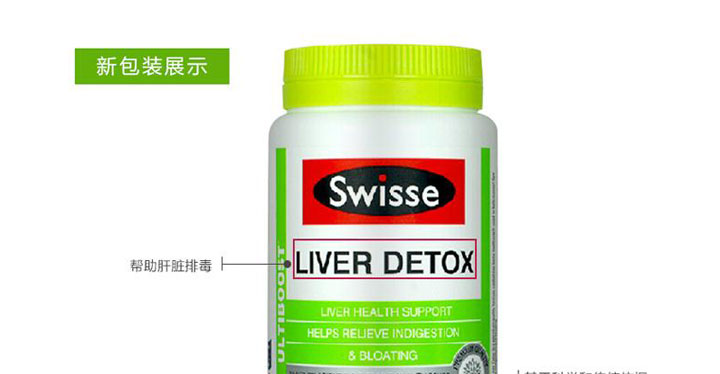 新包装展示
Swisse
帮助肝脏排毒
LIVER DETOX
ULTIBOOST
LIVER HEALTH SUPPORT
HELPS RELIEVE INDIGESTION
& BLOATING